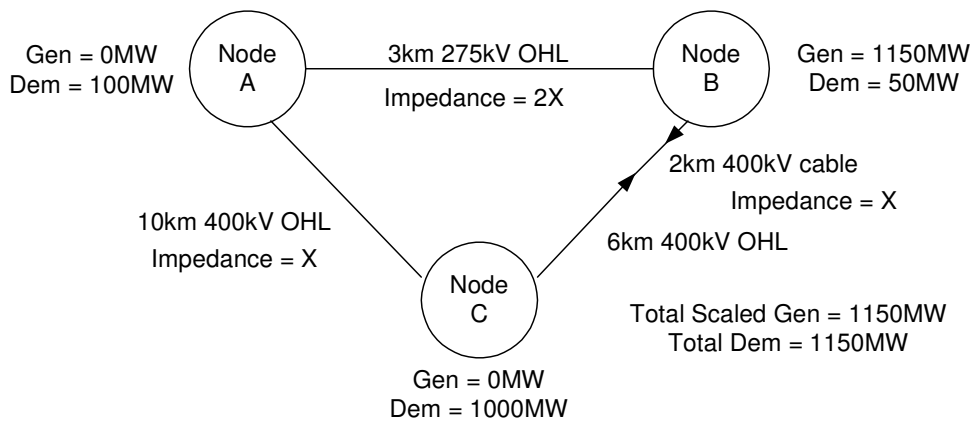 Gen = 0MW
Dem = 100MW
Node
A
3km 275kV OHL
Impedance = 2X
Node
B
Gen = 1150MW
Dem = 50MW
2km 400kV cable
Impedance = X
6km 400kV OHL
10km 400kV OHL
Impedance = X
Node
C
Total Scaled Gen = 1150MW
Total Dem = 1150MW
Gen = 0MW
Dem = 1000MW